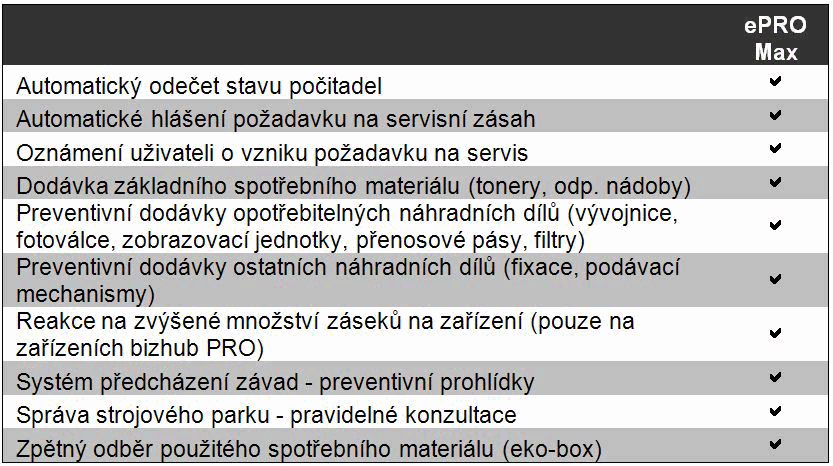 ePRO
Max
Automatický odečet stavu počitadel
Automatické hlášení požadavku na servisní zásah
Oznámení uživateli o vzniku požadavku na servis
Dodávka základního spotřebního materiálu (tonery, odp. nádoby)
Preventivní dodávky opotřebitelných náhradních dílů (vývojnice,
fotoválce, zobrazovací jednotky, přenosové pásy, filtry)
Preventivní dodávky ostatních náhradních dílů (fixace, podávací
mechanismy)
Reakce na zvýšené množství záseků na zařízení (pouze na
zařízeních bizhub PRO)
Systém předcházení závad - preventivní prohlídky
Správa strojového parku - pravidelné konzultace
Zpětný odběr použitého spotřebního materiálu (eko-box)